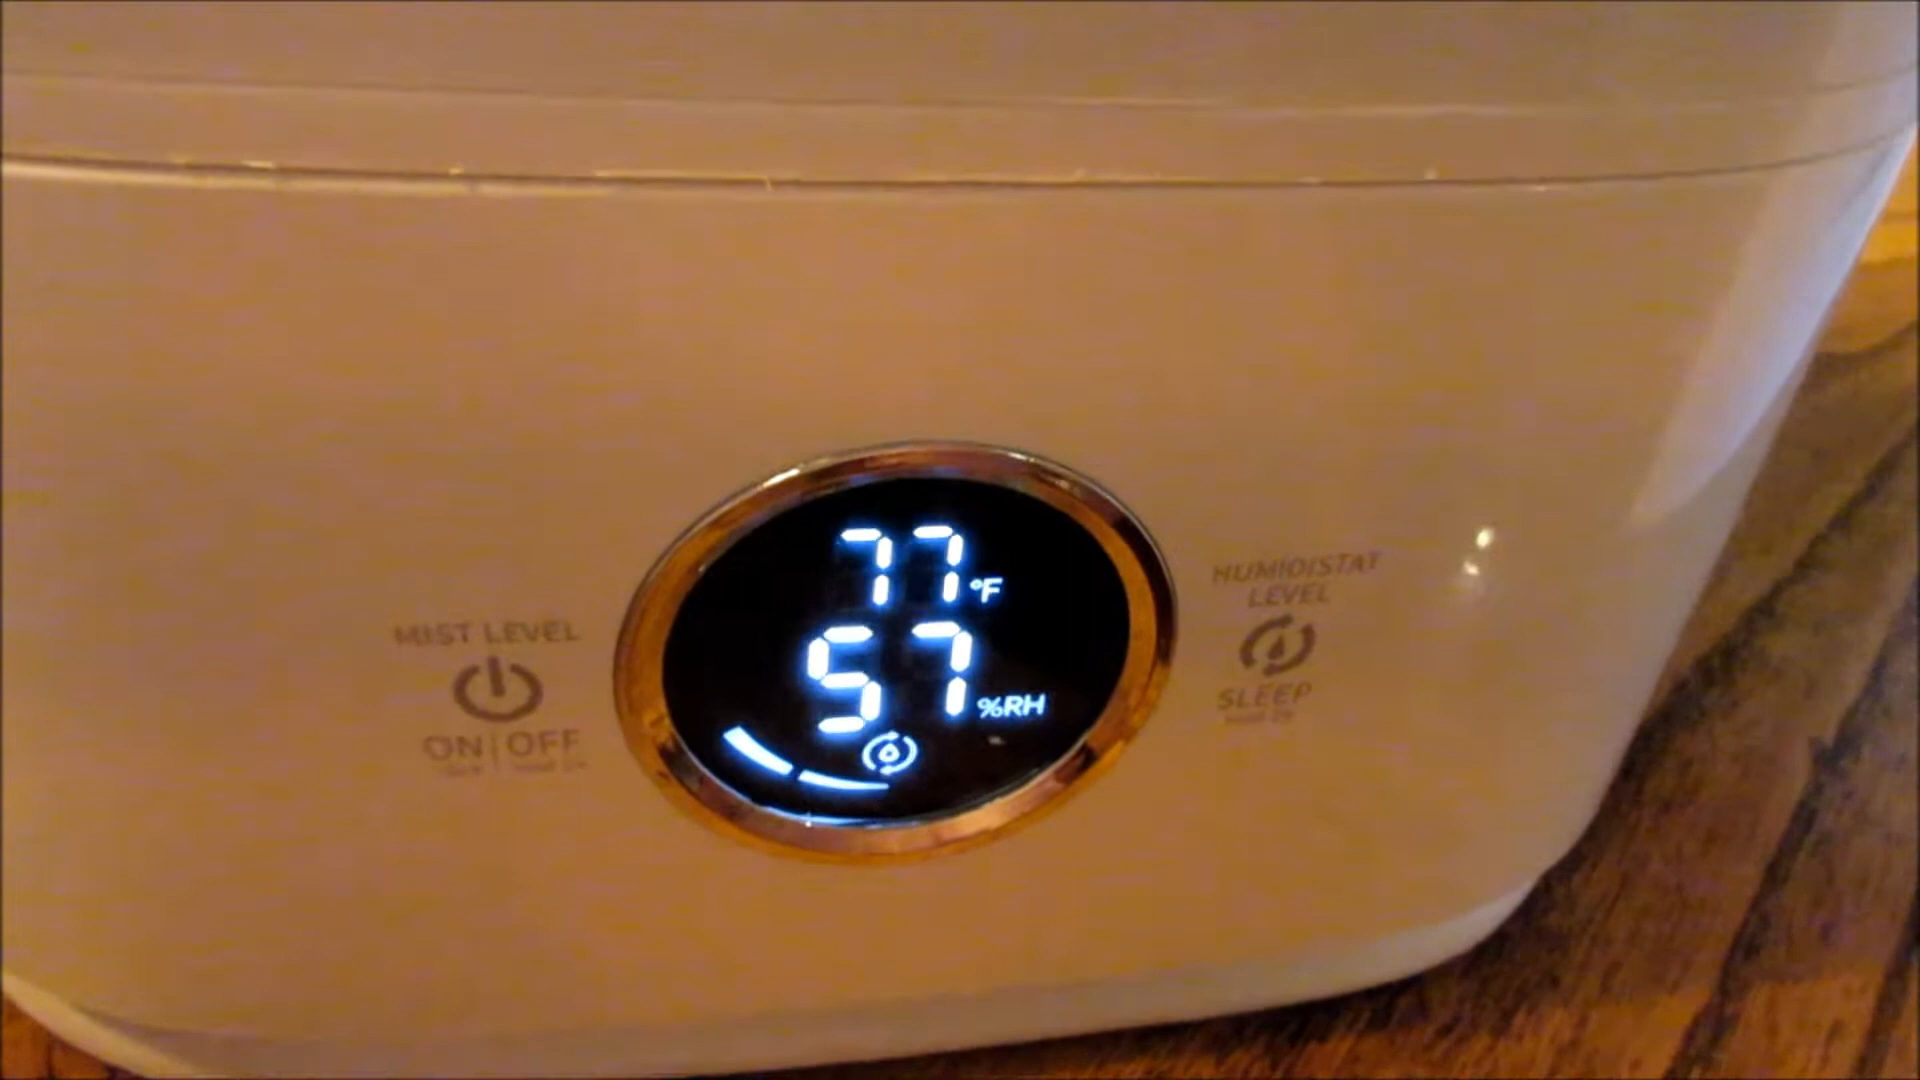 77 °F
57 %RH
MIST LEVEL
ON|OFF
HUMIDISTAT
LEVEL
SLEEP